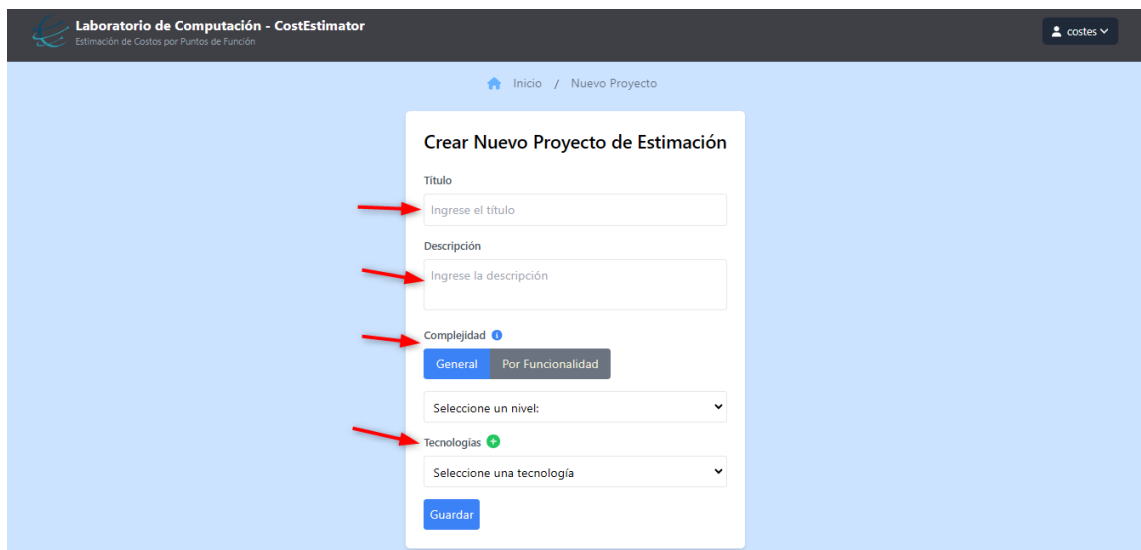 Laboratorio de Computación - CostEstimator
Estimación de Costos por Puntos de Función
costes
Inicio / Nuevo Proyecto
Crear Nuevo Proyecto de Estimación
Título
Ingrese el título
Descripción
Ingrese la descripción
Complejidad
General Por Funcionalidad
Seleccione un nivel:
Tecnologías
Seleccione una tecnología
Guardar